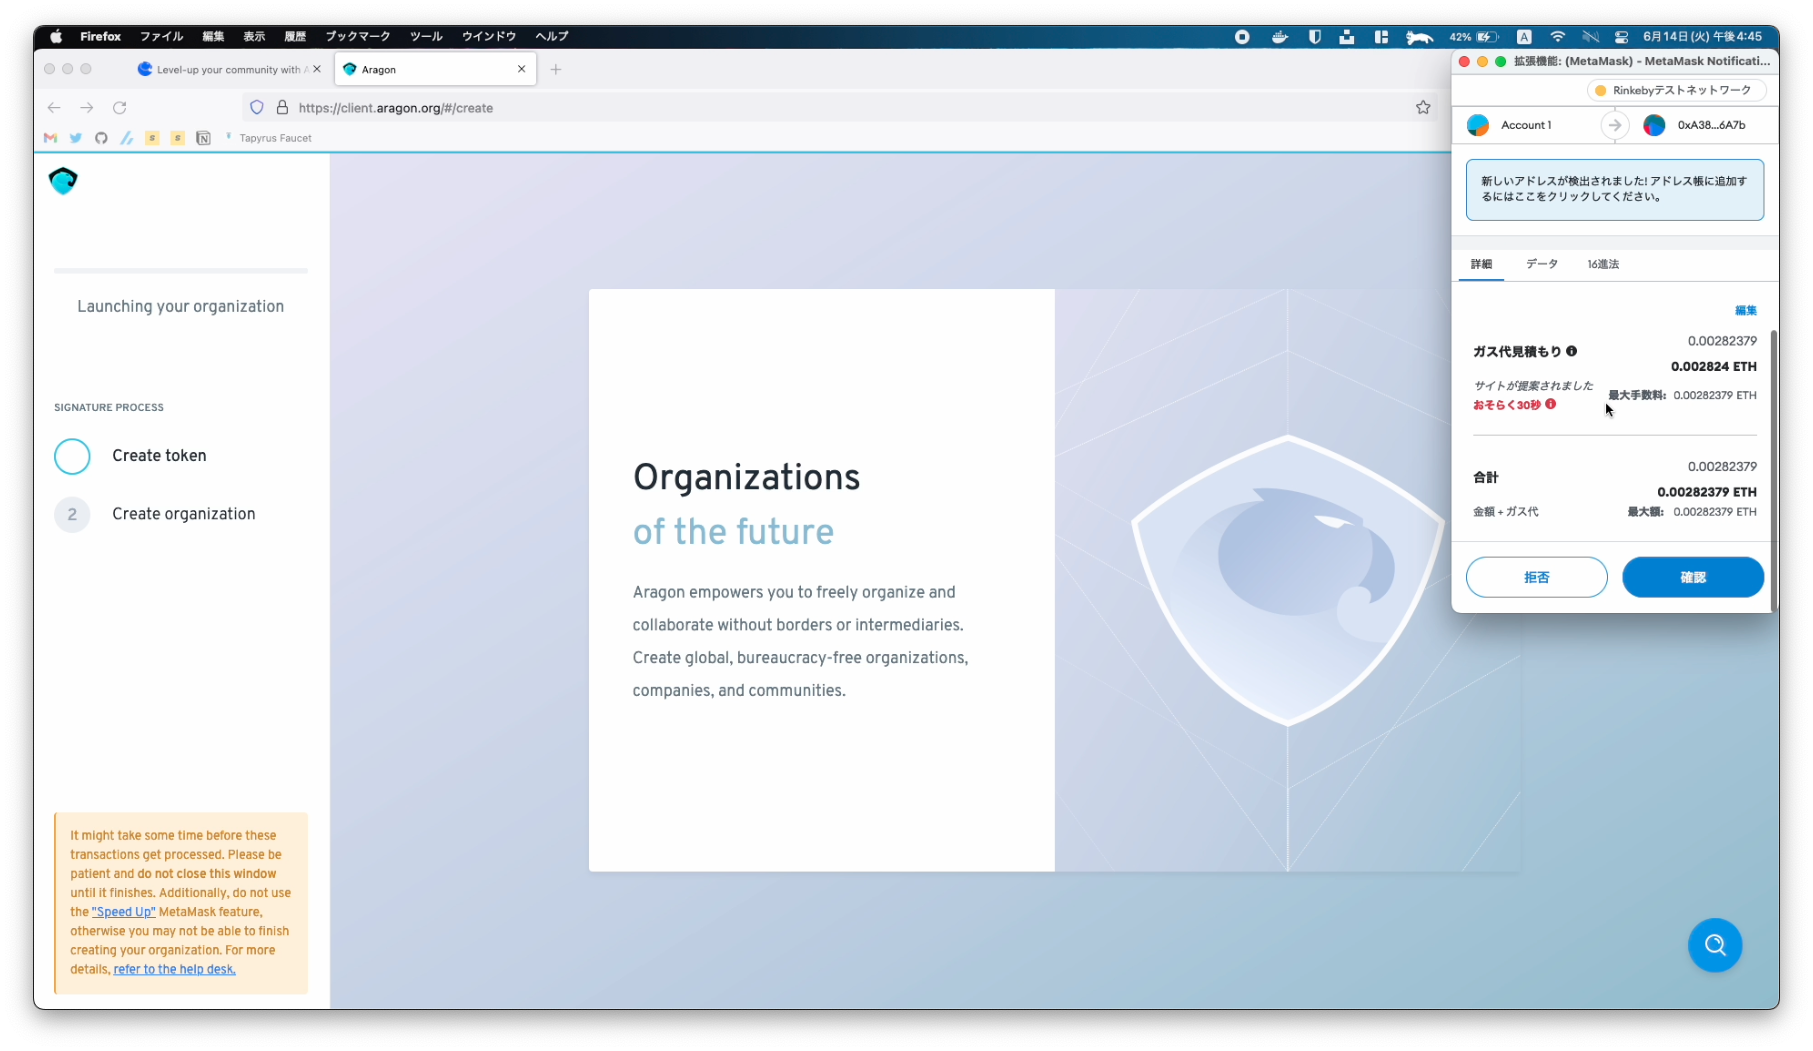 Firefox ファイル 編集 表示 履歴 ブックマーク ツール ウインドウ ヘルプ
42% A 6月14日(火) 午後4:45
Level-up your community with
Aragon
https://client.aragon.org/#/create
Tapyrus Faucet
Launching your organization
SIGNATURE PROCESS
Create token
2 Create organization
It might take some time before these
transactions get processed. Please be
patient and do not close this window
until it finishes. Additionally, do not use
the "Speed Up" MetaMask feature,
otherwise you may not be able to finish
creating your organization. For more
details, refer to the help desk.
Organizations
of the future
Aragon empowers you to freely organize and
collaborate without borders or intermediaries.
Create global, bureaucracy-free organizations,
companies, and communities.
拡張機能: (MetaMask) - MetaMask Notificati...
Rinkebyテストネットワーク
Account 1 0xA38...6A7b
新しいアドレスが検出されました! アドレス帳に追加す
るにはここをクリックしてください。
詳細 データ 16進法
編集
0.00282379
ガス代見積もり
0.002824 ETH
サイトが提案されました
最大手数料: 0.00282379 ETH
おそらく30秒
0.00282379
合計
0.00282379 ETH
金額 + ガス代 最大額: 0.00282379 ETH
拒否 確認